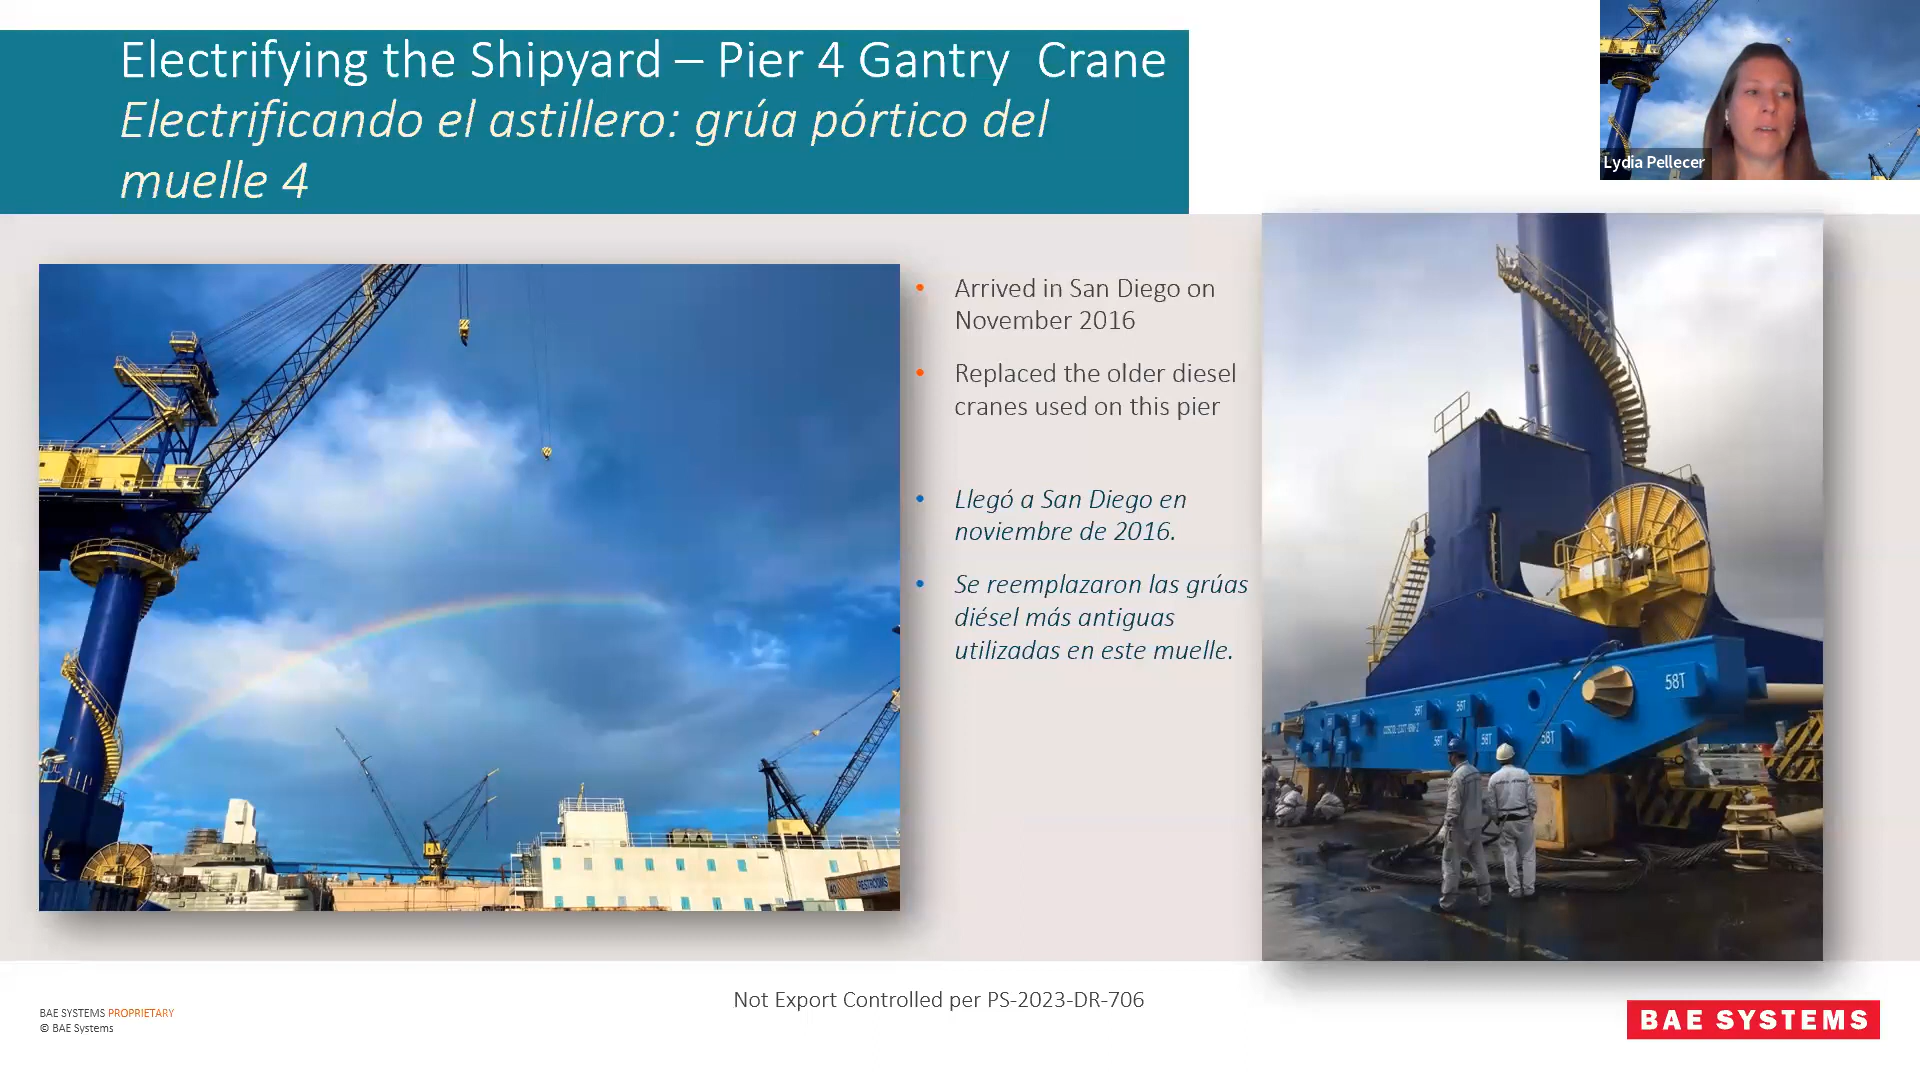 Electrifying the Shipyard – Pier 4 Gantry Crane
Electrificando el astillero: grúa pórtico del
muelle 4
Lydia Pellecer
• Arrived in San Diego on
November 2016
• Replaced the older diesel
cranes used on this pier
• Llegó a San Diego en
noviembre de 2016.
• Se reemplazaron las grúas
diésel más antiguas
utilizadas en este muelle.
40
RESTROOMS
58T
58T
58T
58T
58T
58T
Not Export Controlled per PS-2023-DR-706
BAE SYSTEMS PROPRIETARY
© BAE Systems
BAE SYSTEMS